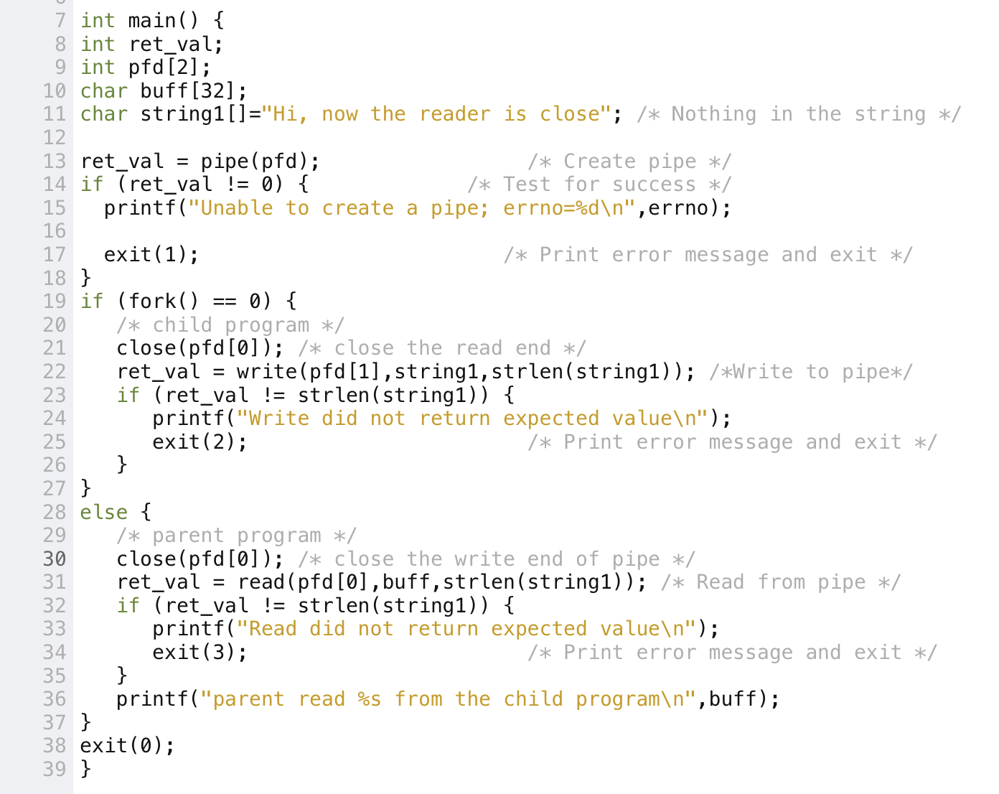 7 int main() {
8 int ret_val;
9 int pfd[2];
10 char buff[32];
11 char string1[]="Hi, now the reader is close"; /* Nothing in the string */
12
13 ret_val = pipe(pfd);                 /* Create pipe */
14 if (ret_val != 0) {             /* Test for success */
15   printf("Unable to create a pipe; errno=%d\n",errno);
16
17   exit(1);                         /* Print error message and exit */
18 }
19 if (fork() == 0) {
20    /* child program */
21    close(pfd[0]); /* close the read end */
22    ret_val = write(pfd[1],string1,strlen(string1)); /*Write to pipe*/
23    if (ret_val != strlen(string1)) {
24       printf("Write did not return expected value\n");
25       exit(2);                       /* Print error message and exit */
26    }
27 }
28 else {
29    /* parent program */
30    close(pfd[0]); /* close the write end of pipe */
31    ret_val = read(pfd[0],buff,strlen(string1)); /* Read from pipe */
32    if (ret_val != strlen(string1)) {
33       printf("Read did not return expected value\n");
34       exit(3);                       /* Print error message and exit */
35    }
36    printf("parent read %s from the child program\n",buff);
37 }
38 exit(0);
39 }